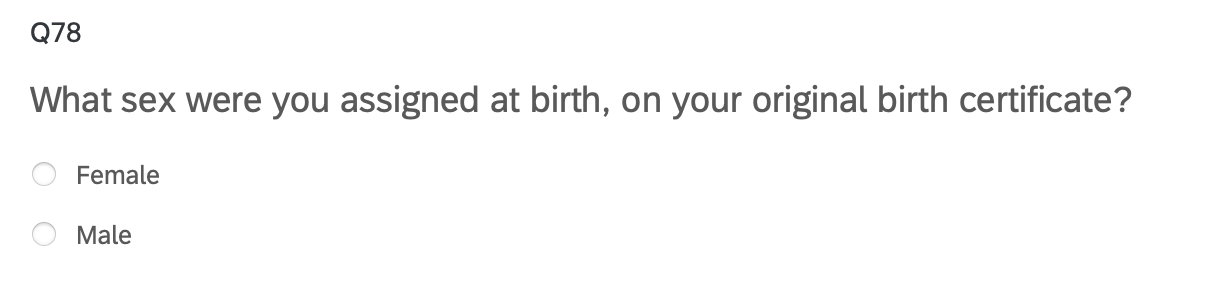 Q78
What sex were you assigned at birth, on your original birth certificate?
Female
Male